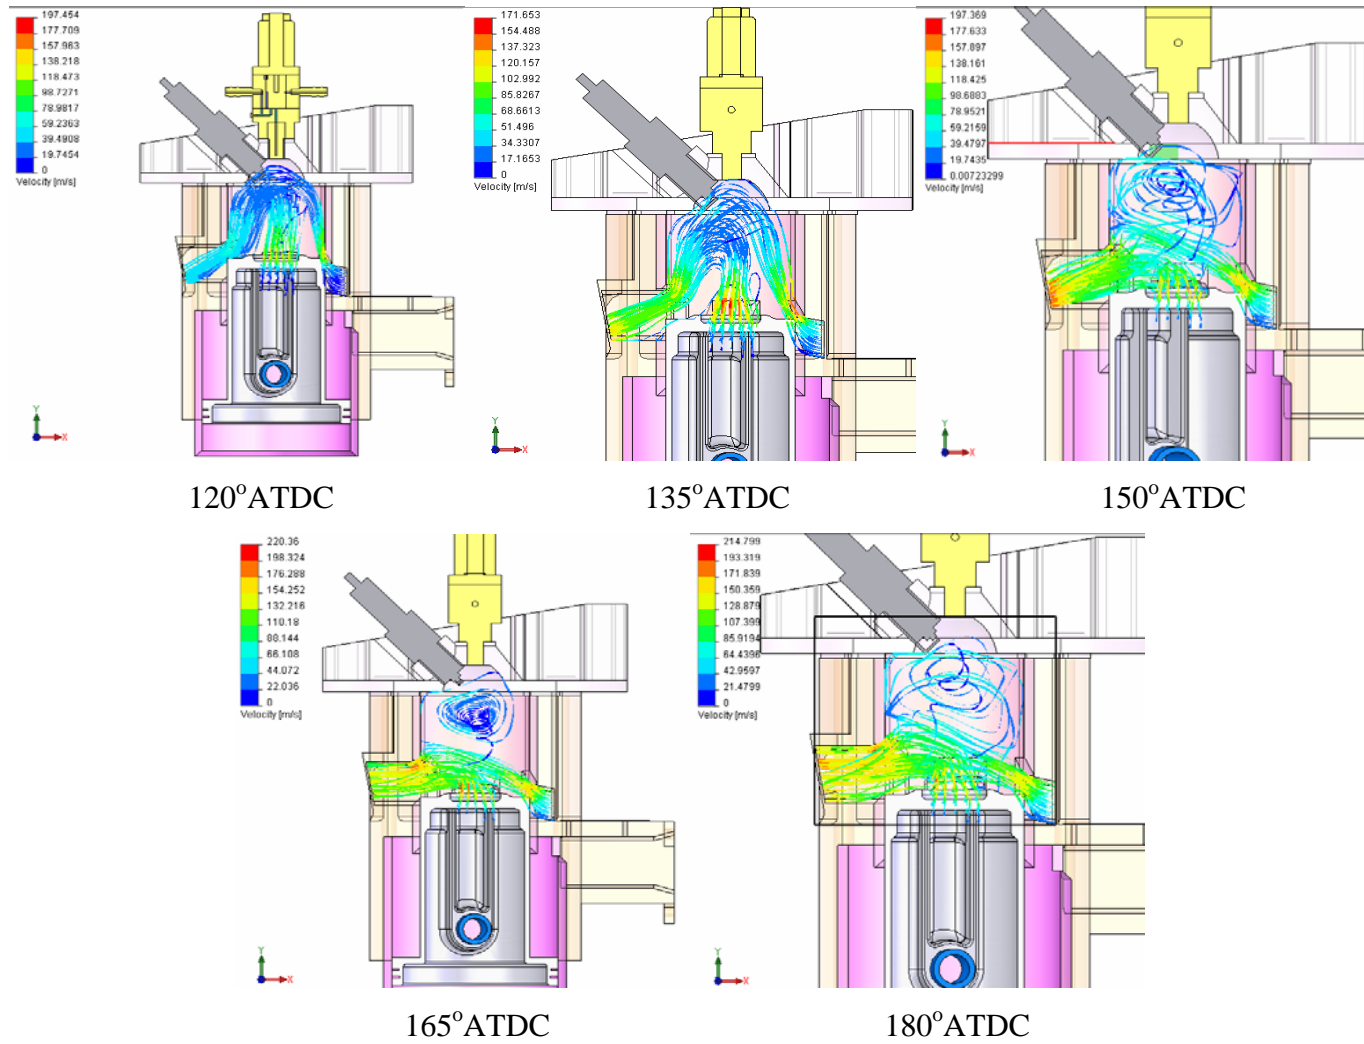 197.454
177.709
157.963
138.218
118.473
98.7271
78.9817
59.2363
39.4908
19.7454
0
Velocity [m/s]
Y
X
120°ATDC
171.653
154.488
137.323
120.157
102.992
85.8267
68.6613
51.496
34.3307
17.1653
0
Velocity [m/s]
Y
X
135°ATDC
197.369
177.633
157.897
138.161
118.425
98.6883
78.9521
59.2159
39.4797
19.7435
0.00723299
Velocity [m/s]
Y
X
150°ATDC
220.36
198.324
176.288
154.252
132.216
110.18
88.144
66.108
44.072
22.036
0
Velocity [m/s]
Y
X
165°ATDC
214.799
193.319
171.839
150.359
128.879
107.399
85.9194
64.4396
42.9597
21.4799
0
Velocity [m/s]
Y
X
180°ATDC